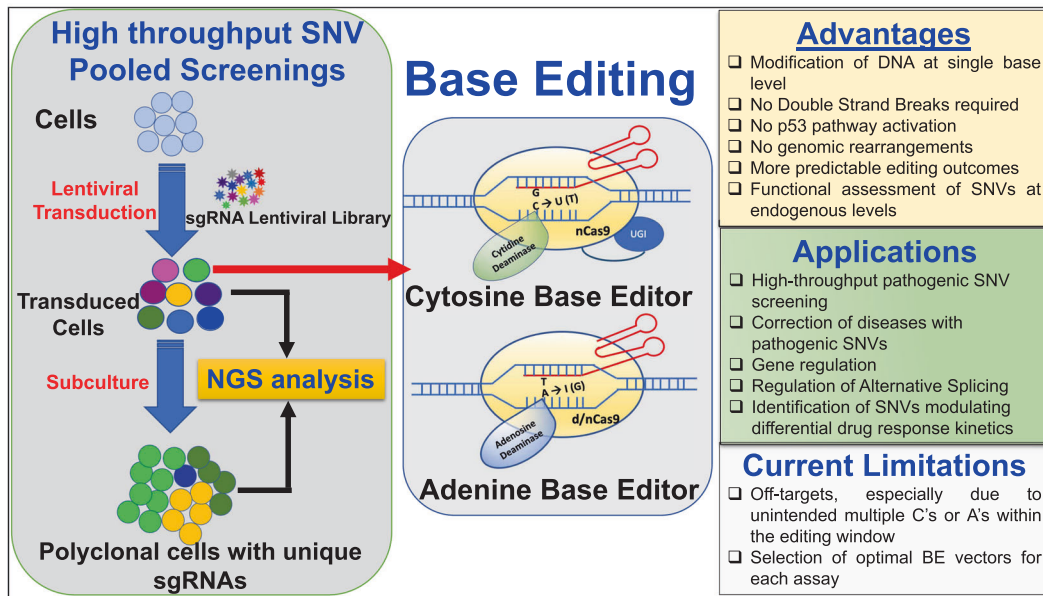 High throughput SNV
Pooled Screenings
Cells
Lentiviral
Transduction
sgRNA Lentiviral Library
Transduced
Cells
Subculture
NGS analysis
Polyclonal cells with unique
sgRNAs
Base Editing
G
C → U (T)
nCas9
UGI
Cytidine
Deaminase
Cytosine Base Editor
T
A → I (G)
d/nCas9
Adenosine
Deaminase
Adenine Base Editor
Advantages
❑ Modification of DNA at single base
level
❑ No Double Strand Breaks required
❑ No p53 pathway activation
❑ No genomic rearrangements
❑ More predictable editing outcomes
❑ Functional assessment of SNVs at
endogenous levels
Applications
❑ High-throughput pathogenic SNV
screening
❑ Correction of diseases with
pathogenic SNVs
❑ Gene regulation
❑ Regulation of Alternative Splicing
❑ Identification of SNVs modulating
differential drug response kinetics
Current Limitations
❑ Off-targets, especially due to
unintended multiple C's or A's within
the editing window
❑ Selection of optimal BE vectors for
each assay